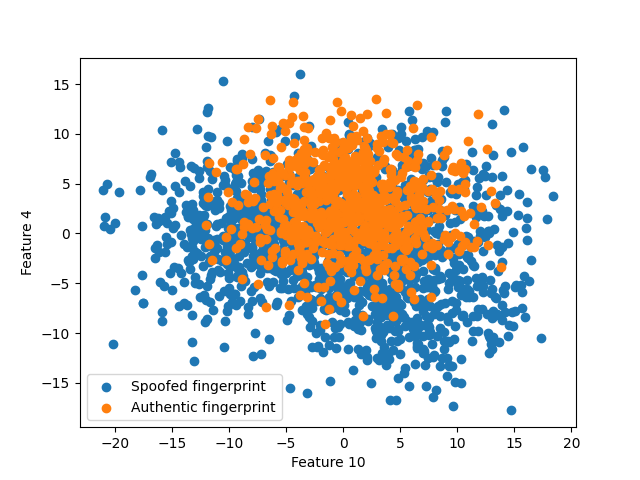 15
10
5
0
−5
−10
−15
Feature 4
Spoofed fingerprint
Authentic fingerprint
−20 −15 −10 −5 0 5 10 15 20
Feature 10